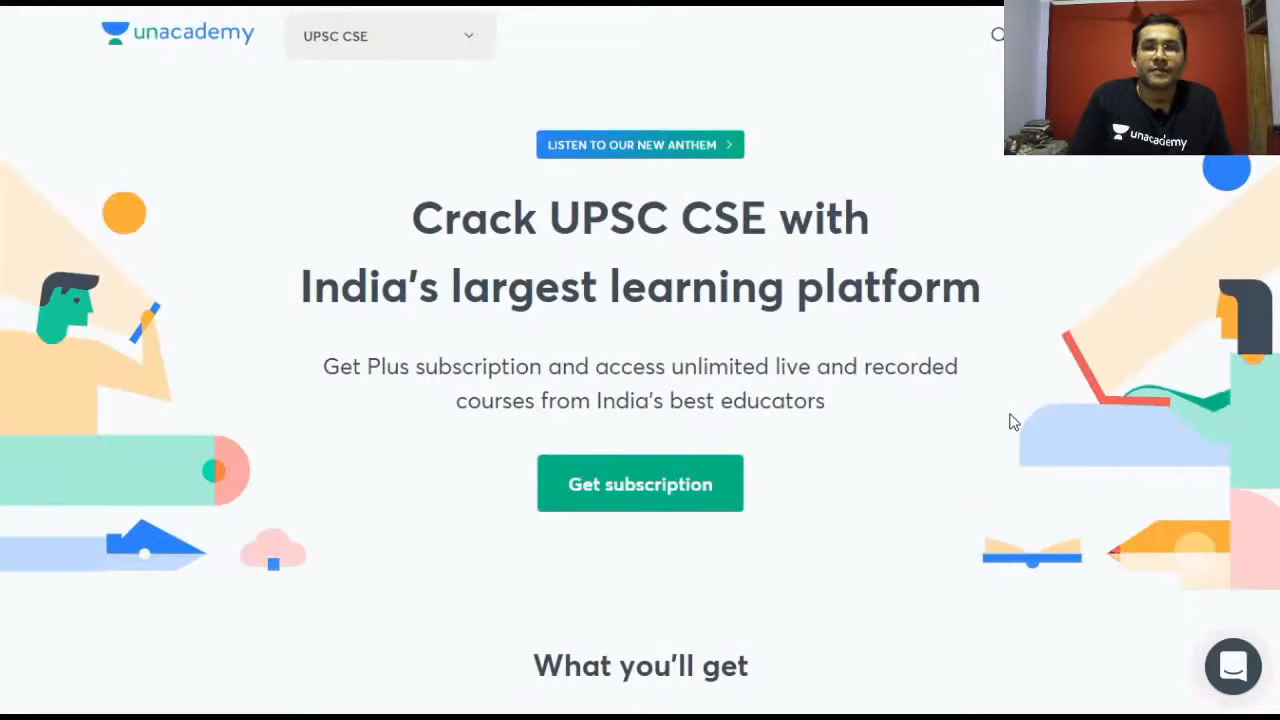 unacademy
UPSC CSE
unacademy
LISTEN TO OUR NEW ANTHEM
Crack UPSC CSE with
India's largest learning platform
Get Plus subscription and access unlimited live and recorded
courses from India's best educators
Get subscription
What you'll get